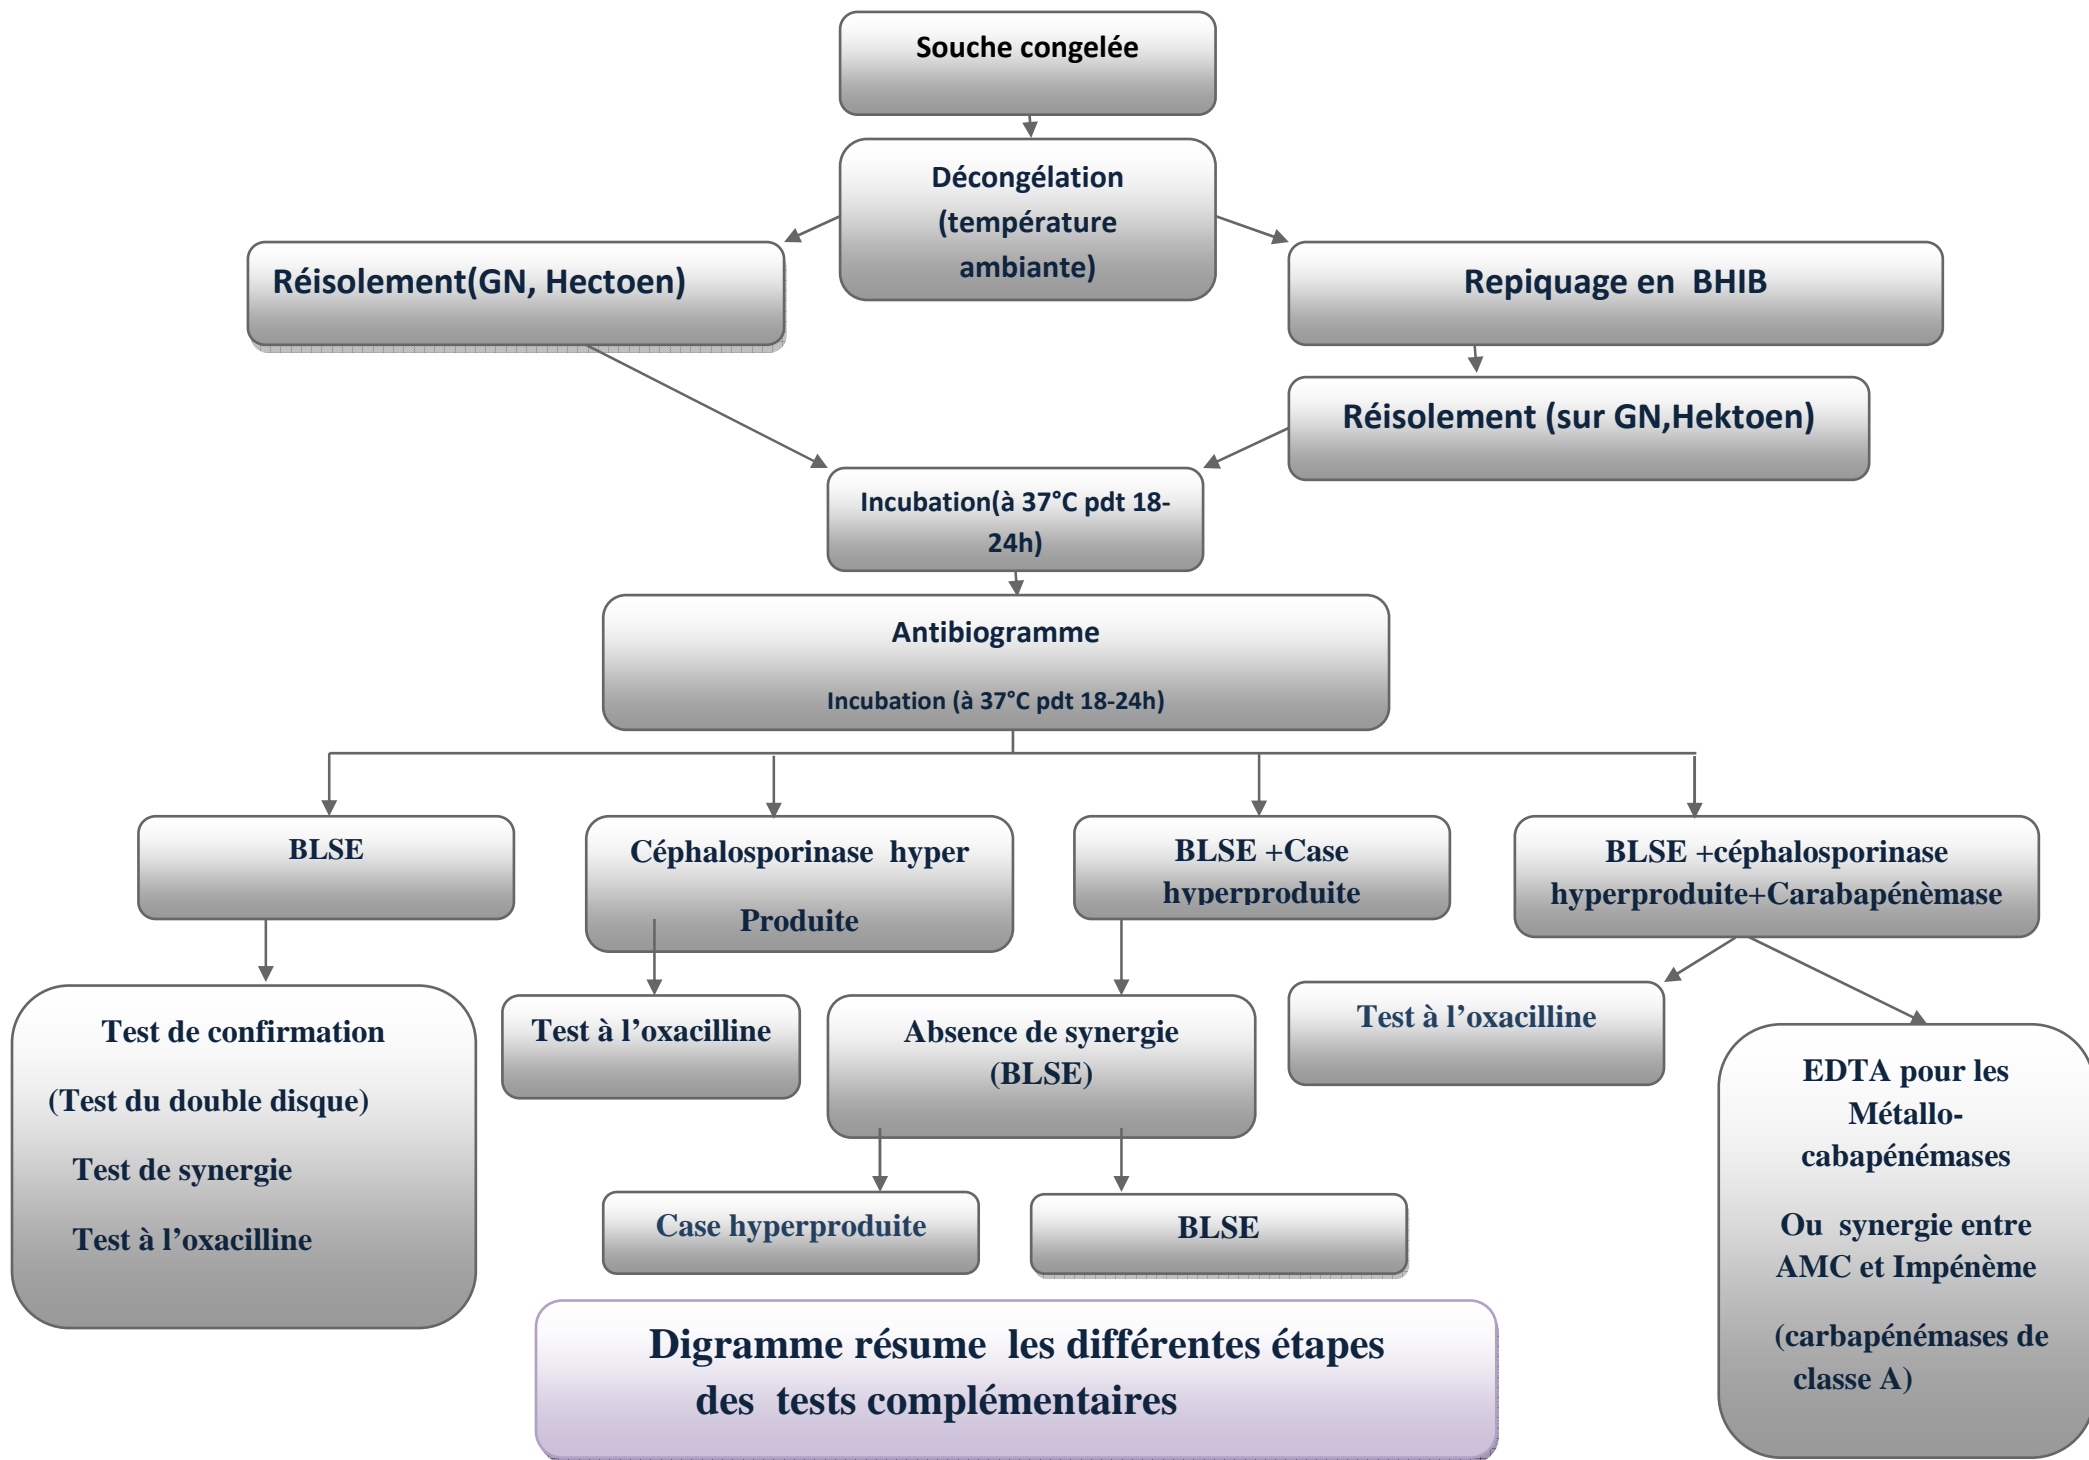 Souche congelée
Décongélation
(température
ambiante)
Réisolement(GN, Hectoen)
Repiquage en BHIB
Réisolement (sur GN,Hektoen)
Incubation(à 37°C pdt 18-
24h)
Antibiogramme
Incubation (à 37°C pdt 18-24h)
BLSE
Céphalosporinase hyper
Produite
BLSE +Case
hyperproduite
BLSE +céphalosporinase
hyperproduite+Carabapénèmase
Test de confirmation
(Test du double disque)
Test de synergie
Test à l’oxacilline
Test à l’oxacilline
Absence de synergie
(BLSE)
Test à l’oxacilline
EDTA pour les
Métallo-
cabapénémases
Ou synergie entre
AMC et Impénème
(carbapénémases de
classe A)
Case hyperproduite
BLSE
Digramme résume les différentes étapes
des tests complémentaires